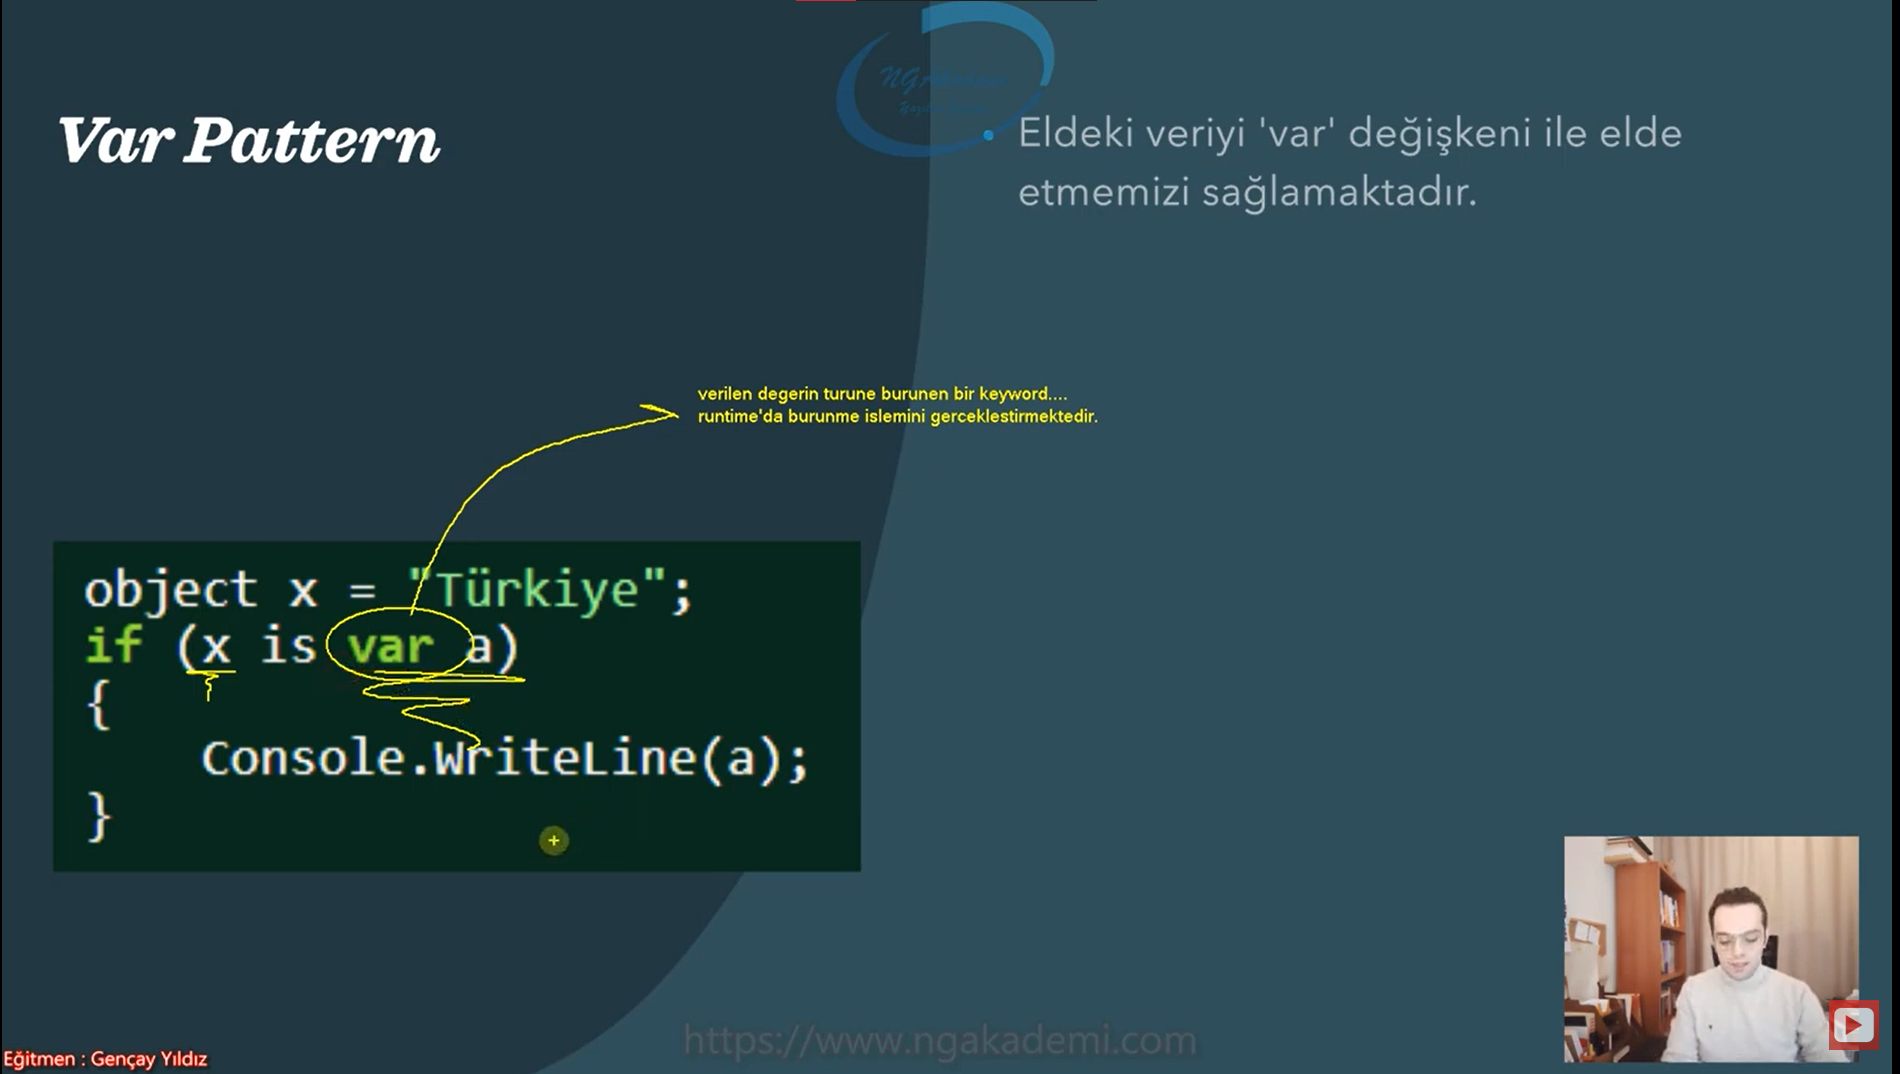 NGAkademi
Var Pattern
• Eldeki veriyi 'var' değişkeni ile elde
etmemizi sağlamaktadır.
verilen degerin turune burunen bir keyword....
runtime'da burunme islemini gerceklestirmektedir.
object x = "Türkiye";
if (x is var a)
{
Console.WriteLine(a);
}
https://www.ngakademi.com
Eğitmen : Gençay Yıldız